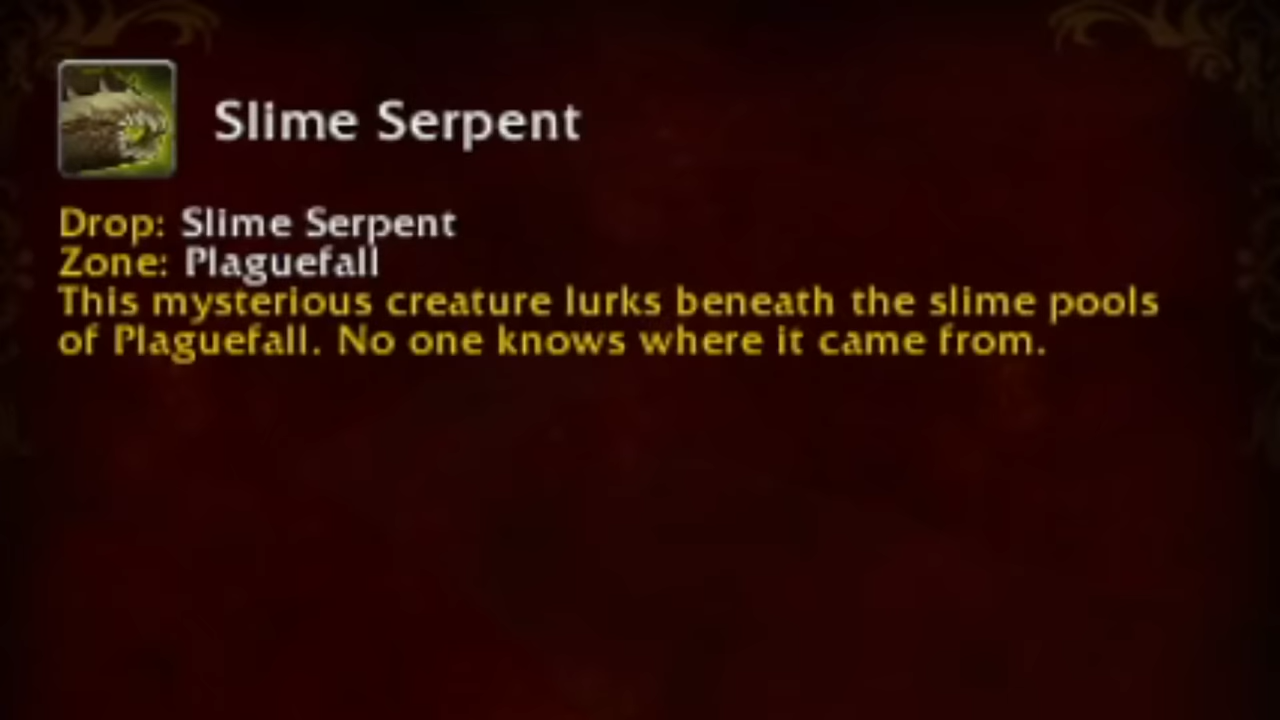 Slime Serpent
Drop: Slime Serpent
Zone: Plaguefall
This mysterious creature lurks beneath the slime pools
of Plaguefall. No one knows where it came from.